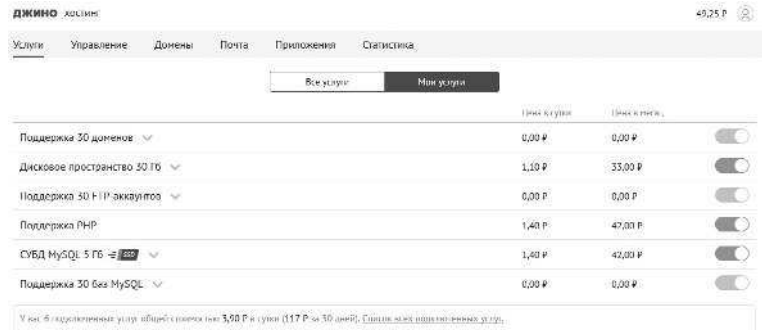 ДЖИНО хостинг 49,25 ₽
Услуги Управление Домены Почта Приложения Статистика
Все услуги Мои услуги
Цена в сутки Цена в месяц
Поддержка 30 доменов 0,00 ₽ 0,00 ₽
Дисковое пространство 30 Гб 1,10 ₽ 33,00 ₽
Поддержка 30 FTP-аккаунтов 0,00 ₽ 0,00 ₽
Поддержка PHP 1,40 ₽ 42,00 ₽
СУБД MySQL 5 Гб SSD 1,40 ₽ 42,00 ₽
Поддержка 30 баз MySQL 0,00 ₽ 0,00 ₽
У вас 6 подключенных услуг общей стоимостью 3,90 ₽ в сутки (117 ₽ за 30 дней). Список всех подключенных услуг.